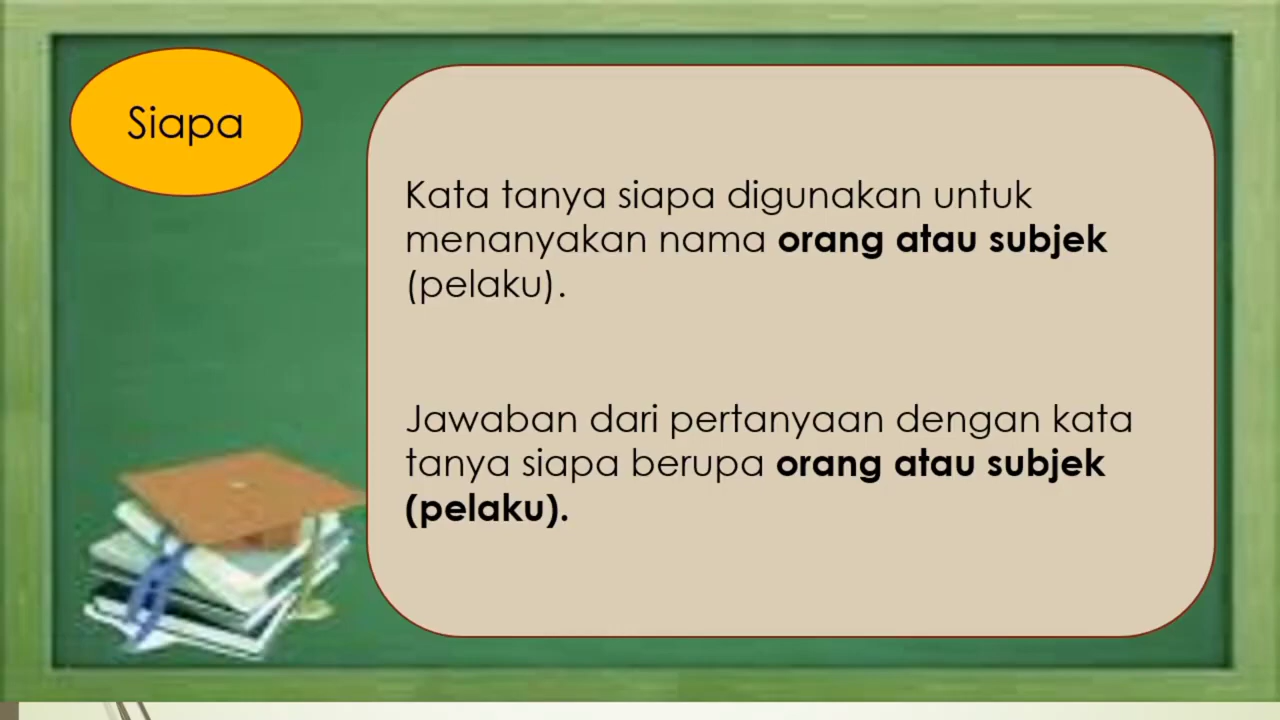 Siapa
Kata tanya siapa digunakan untuk
menanyakan nama orang atau subjek
(pelaku).
Jawaban dari pertanyaan dengan kata
tanya siapa berupa orang atau subjek
(pelaku).